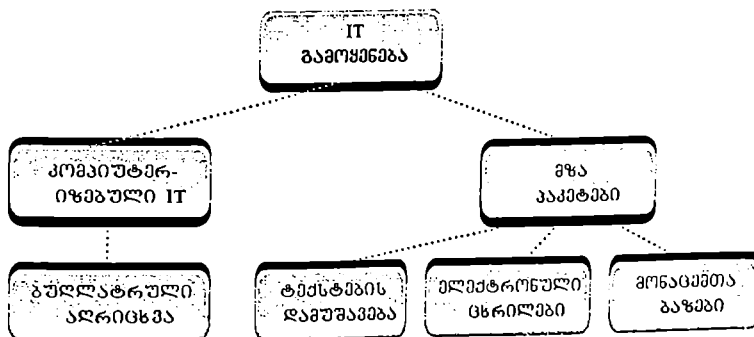 IT
გამოყენება
კომპიუტერ-
იზებული IT
მზა
პაკეტები
ბუღლატრული
აღრიცხვა
ტექსტების
დამუშავება
ელექტრონული
ცხრილები
მონაცემთა
ბაზები